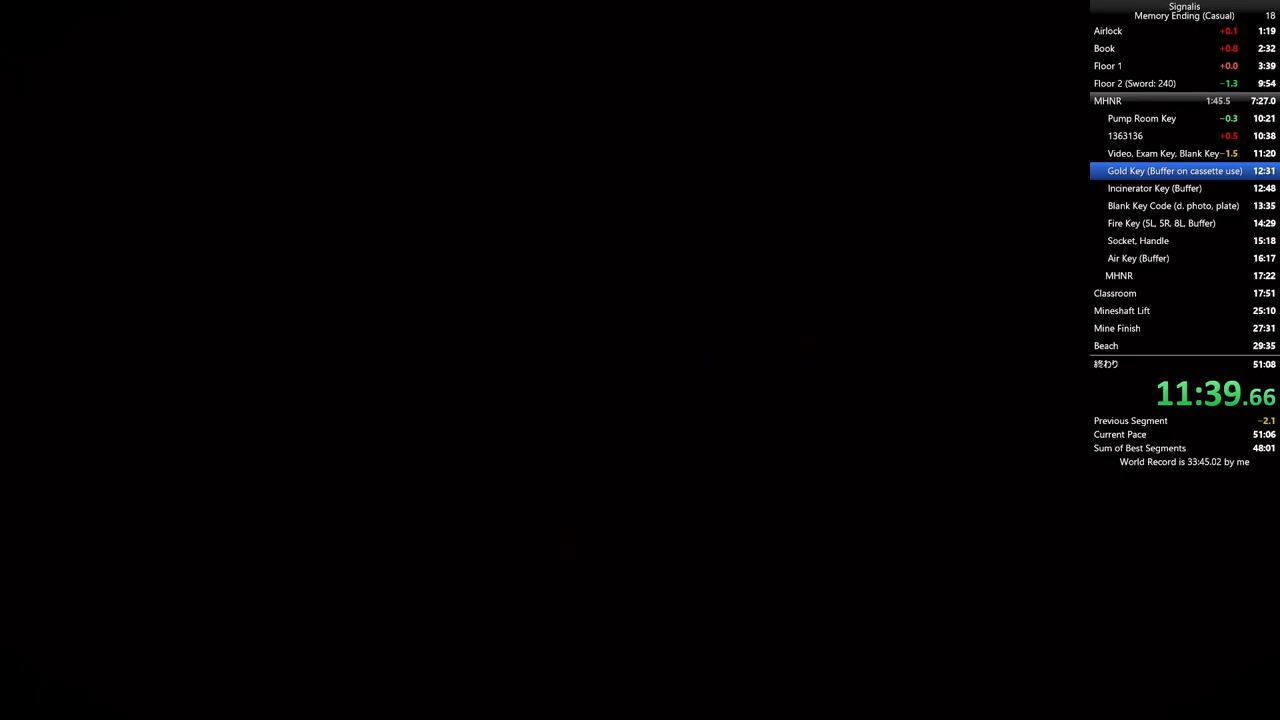 Signalis
Memory Ending (Casual) 18
Airlock +0.1 1:19
Book +0.8 2:32
Floor 1 +0.0 3:39
Floor 2 (Sword: 240) −1.3 9:54
MHNR 1:45.5 7:27.0
Pump Room Key −0.3 10:21
1363136 +0.5 10:38
Video, Exam Key, Blank Key −1.5 11:20
Gold Key (Buffer on cassette use) 12:31
Incinerator Key (Buffer) 12:48
Blank Key Code (d. photo, plate) 13:35
Fire Key (5L, 5R, 8L, Buffer) 14:29
Socket, Handle 15:18
Air Key (Buffer) 16:17
MHNR 17:22
Classroom 17:51
Mineshaft Lift 25:10
Mine Finish 27:31
Beach 29:35
終わり 51:08
11:39.66
Previous Segment −2.1
Current Pace 51:06
Sum of Best Segments 48:01
World Record is 33:45.02 by me